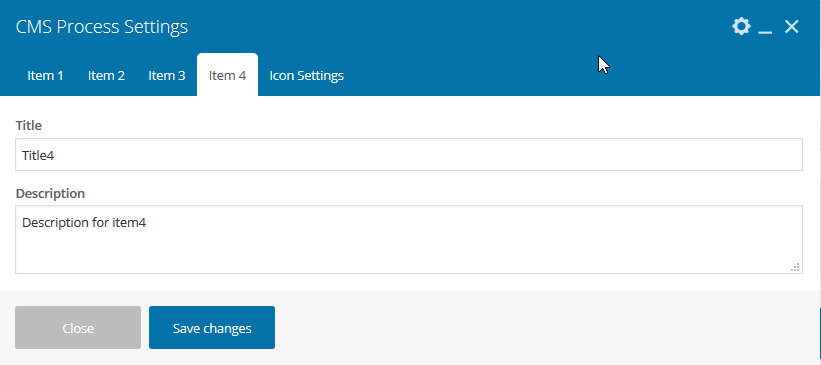 CMS Process Settings
Item 1 Item 2 Item 3 Item 4 Icon Settings
Title
Title4
Description
Description for item4
Close Save changes